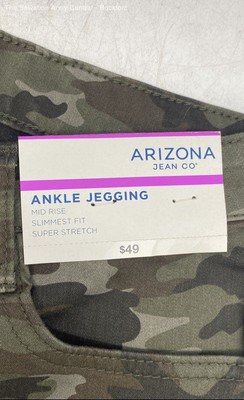 ARIZONA
JEAN CO®
ANKLE JEGGING
MID RISE
SLIMMEST FIT
SUPER STRETCH
$49